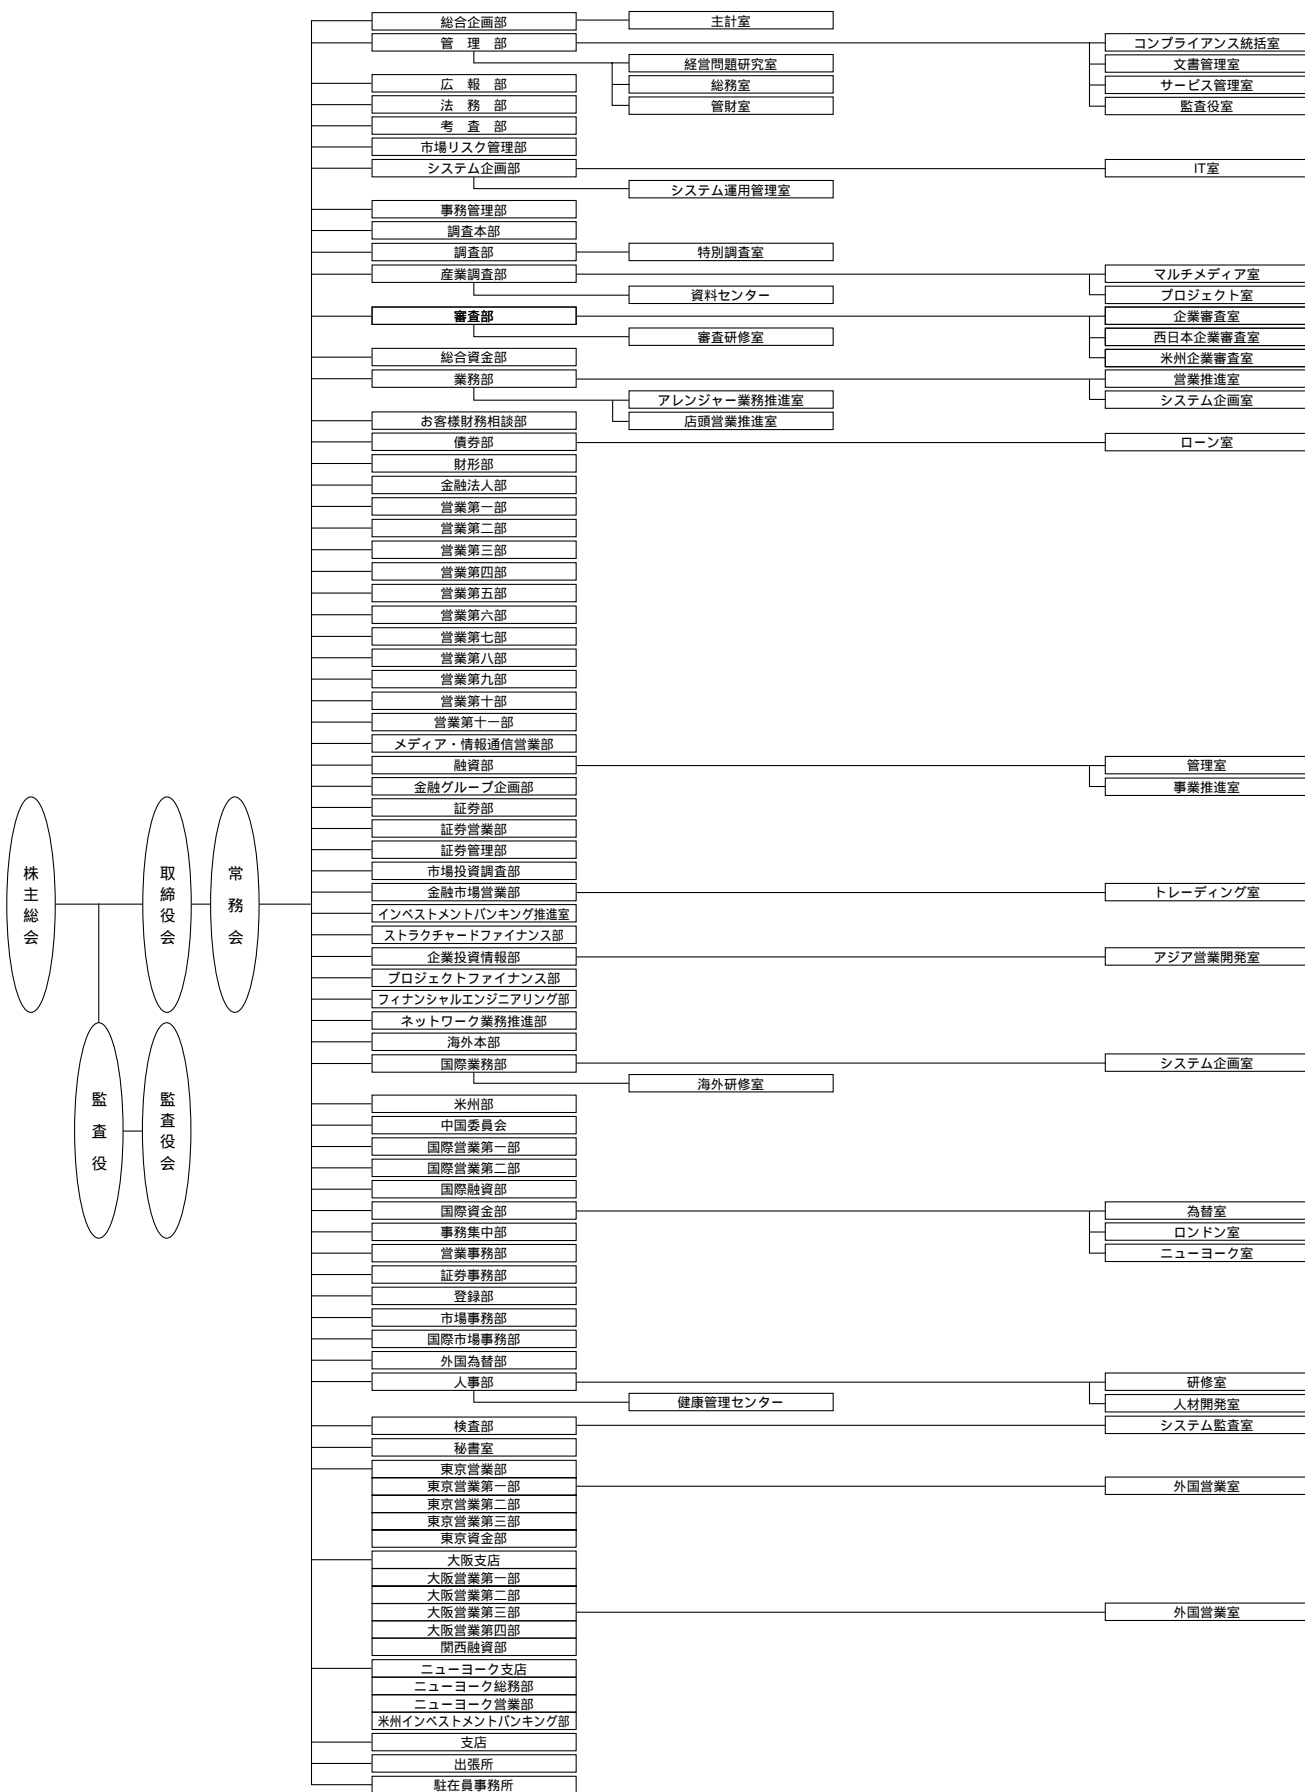 総合企画部 主計室
管理部 コンプライアンス統括室
経営問題研究室 文書管理室
広報部 総務室 サービス管理室
法務部 管財室 監査役室
考査部
市場リスク管理部
システム企画部 IT室
システム運用管理室
事務管理部
調査本部
調査部 特別調査室
産業調査部 マルチメディア室
資料センター プロジェクト室
審査部 企業審査室
審査研修室 西日本企業審査室
総合資金部 米州企業審査室
業務部 営業推進室
アレンジャー業務推進室 システム企画室
お客様財務相談部 店頭営業推進室
債券部 ローン室
財形部
金融法人部
営業第一部
営業第二部
営業第三部
営業第四部
営業第五部
営業第六部
営業第七部
営業第八部
営業第九部
営業第十部
営業第十一部
メディア・情報通信営業部
融資部 管理室
金融グループ企画部 事業推進室
証券部
証券営業部
証券管理部
市場投資調査部
金融市場営業部 トレーディング室
株主総会 取締役会 常務会
インベストメントバンキング推進室
ストラクチャードファイナンス部
企業投資情報部 アジア営業開発室
プロジェクトファイナンス部
フィナンシャルエンジニアリング部
ネットワーク業務推進部
海外本部
国際業務部 システム企画室
海外研修室
米州部
監査役 監査役会
中国委員会
国際営業第一部
国際営業第二部
国際融資部
国際資金部 為替室
事務集中部 ロンドン室
営業事務部 ニューヨーク室
証券事務部
登録部
市場事務部
国際市場事務部
外国為替部
人事部 研修室
健康管理センター 人材開発室
検査部 システム監査室
秘書室
東京営業部
東京営業第一部 外国営業室
東京営業第二部
東京営業第三部
東京資金部
大阪支店
大阪営業第一部
大阪営業第二部
大阪営業第三部 外国営業室
大阪営業第四部
関西融資部
ニューヨーク支店
ニューヨーク総務部
ニューヨーク営業部
米州インベストメントバンキング部
支店
出張所
駐在員事務所